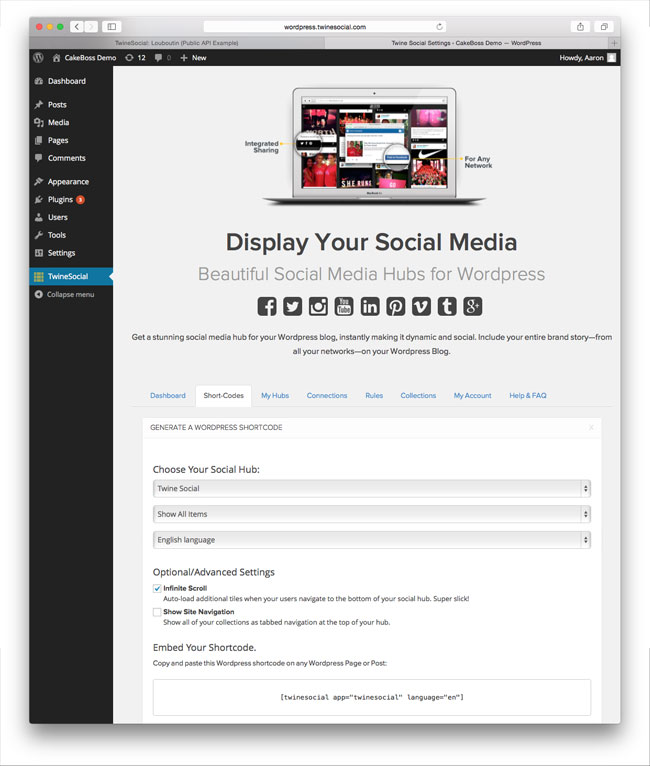 wordpress.twinesocial.com
TwineSocial: Louboutin (Public API Example)
Twine Social Settings - CakeBoss Demo — WordPress
CakeBoss Demo 12 0 New
Howdy, Aaron
Dashboard
Posts
Media
Pages
Comments
Appearance
Plugins 3
Users
Tools
Settings
TwineSocial
Collapse menu
Integrated
Sharing
For Any
Network
SHE RUNS
Display Your Social Media
Beautiful Social Media Hubs for Wordpress
You
Tube
in
t
g+
Get a stunning social media hub for your Wordpress blog, instantly making it dynamic and social. Include your entire brand story—from
all your networks—on your Wordpress Blog.
Dashboard Short-Codes My Hubs Connections Rules Collections My Account Help & FAQ
GENERATE A WORDPRESS SHORTCODE
Choose Your Social Hub:
Twine Social
Show All Items
English language
Optional/Advanced Settings
Infinite Scroll
Auto-load additional tiles when your users navigate to the bottom of your social hub. Super slick!
Show Site Navigation
Show all of your collections as tabbed navigation at the top of your hub.
Embed Your Shortcode.
Copy and paste this Wordpress shortcode on any Wordpress Page or Post:
[twinesocial app="twinesocial" language="en"]